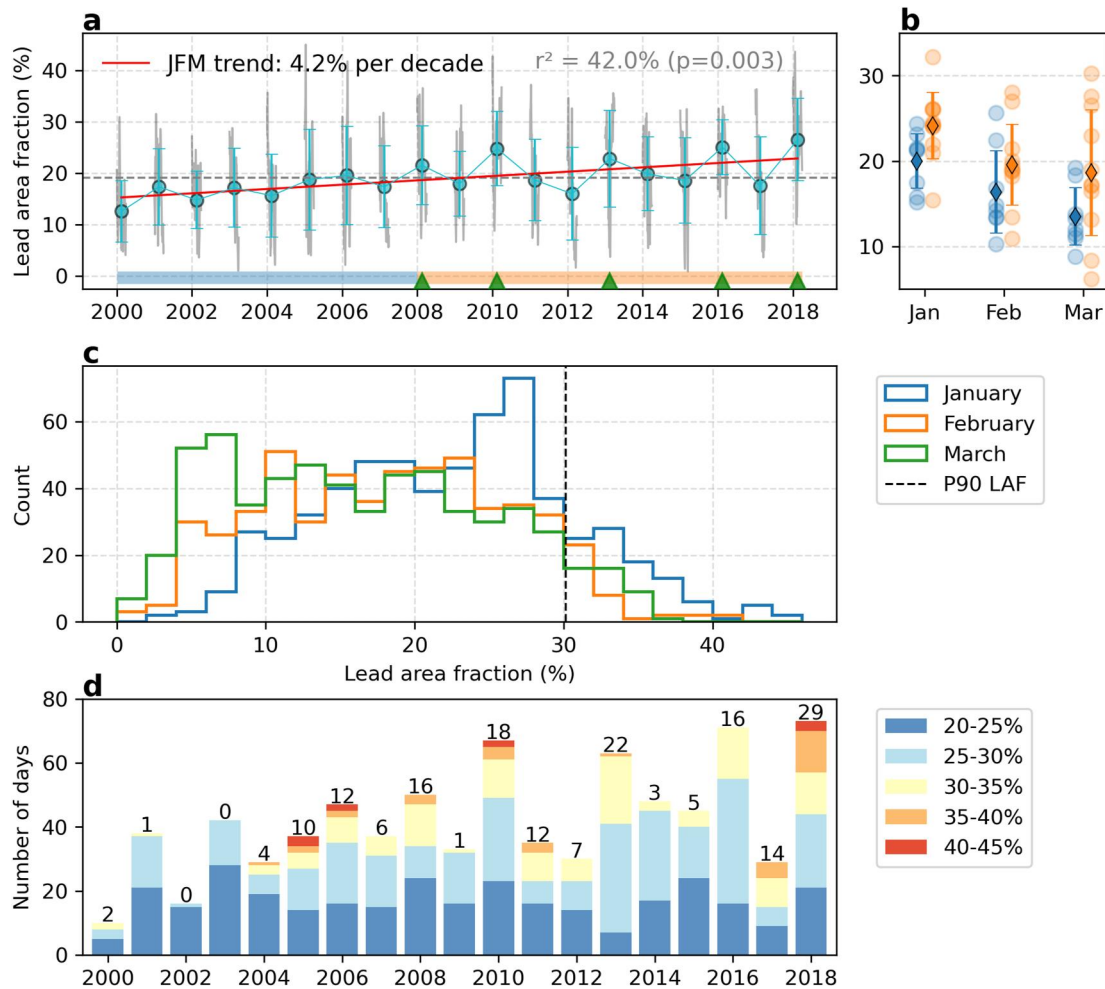 a
JFM trend: 4.2% per decade
r² = 42.0% (p=0.003)
Lead area fraction (%)
40
30
20
10
0
2000 2002 2004 2006 2008 2010 2012 2014 2016 2018
b
30
20
10
Jan Feb Mar
c
Count
60
40
20
0
0 10 20 30 40
Lead area fraction (%)
January
February
March
P90 LAF
d
Number of days
80
60
40
20
0
2 1 0 0 4 10 12 6 16 1 18 12 7 22 3 5 16 14 29
2000 2002 2004 2006 2008 2010 2012 2014 2016 2018
20-25%
25-30%
30-35%
35-40%
40-45%